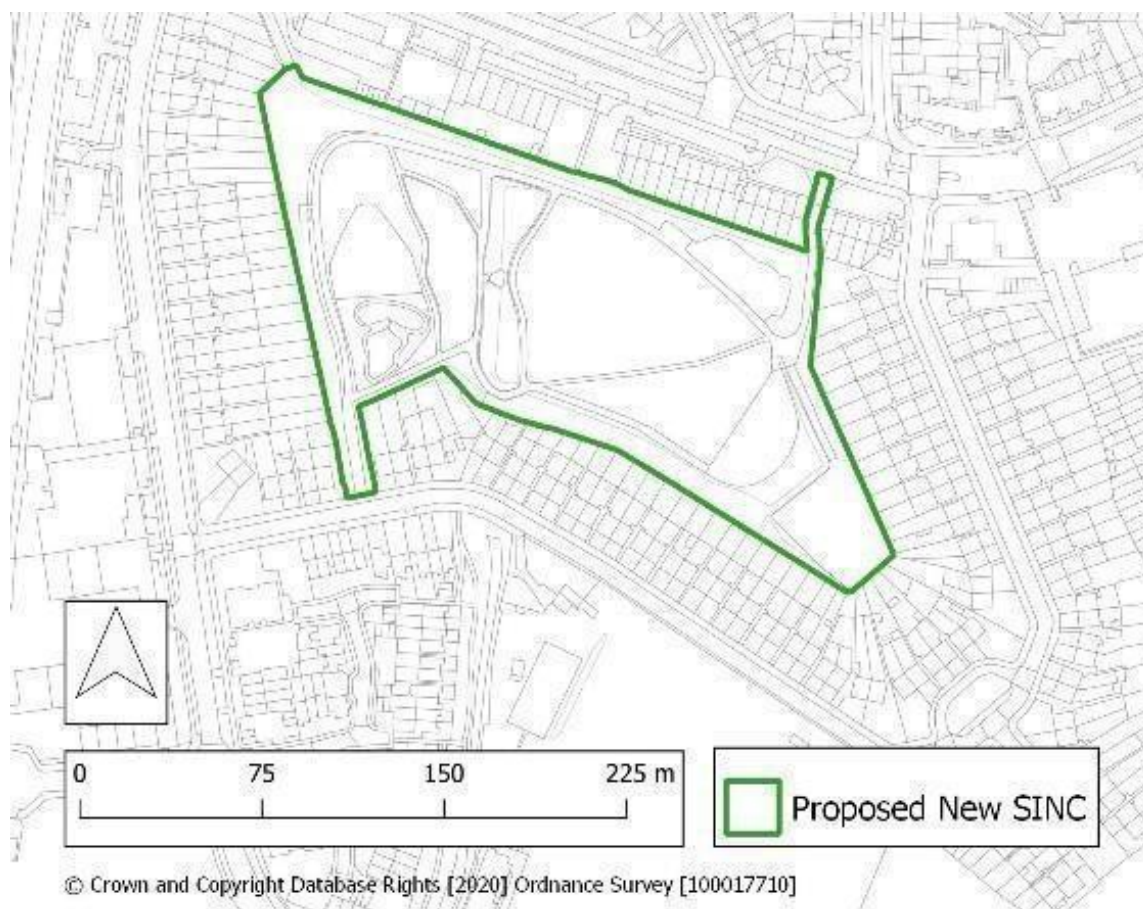 0 75 150 225 m
Proposed New SINC
© Crown and Copyright Database Rights [2020] Ordnance Survey [100017710]